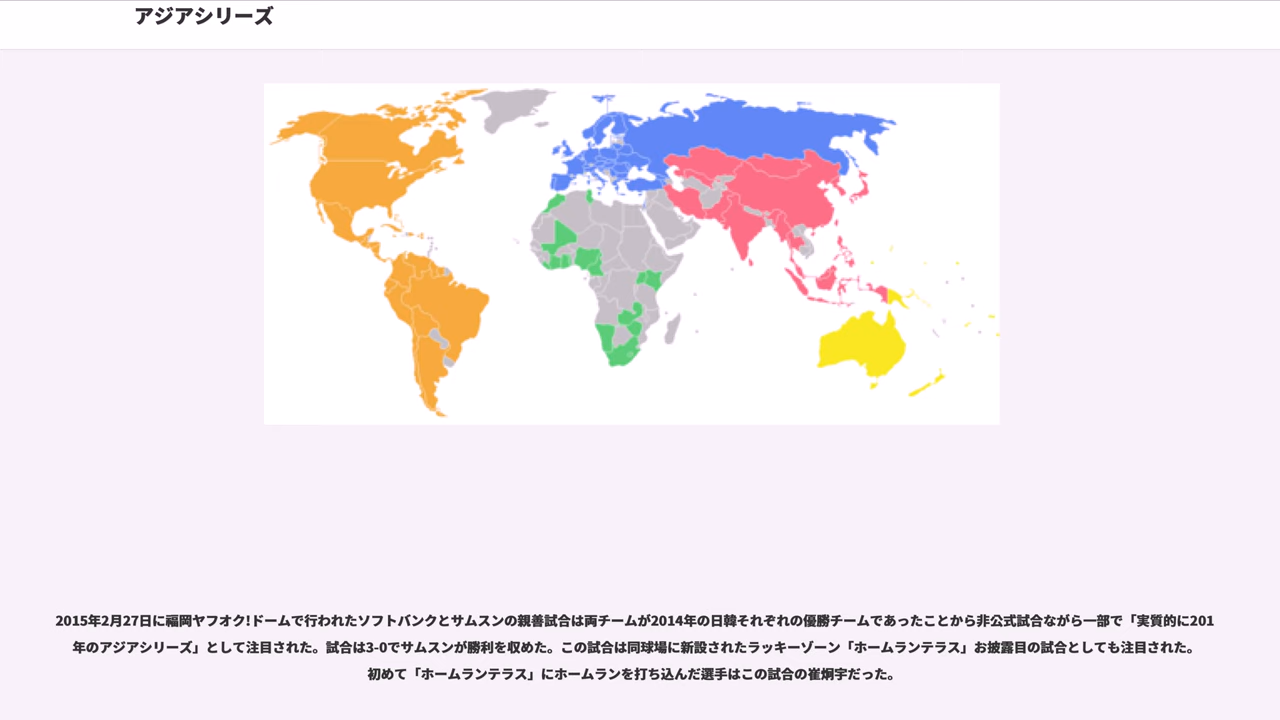 アジアシリーズ
2015年2月27日に福岡ヤフオク!ドームで行われたソフトバンクとサムスンの親善試合は両チームが2014年の日韓それぞれの優勝チームであったことから非公式試合ながら一部で「実質的に201
年のアジアシリーズ」として注目された。試合は3-0でサムスンが勝利を収めた。この試合は同球場に新設されたラッキーゾーン「ホームランテラス」お披露目の試合としても注目された。
初めて「ホームランテラス」にホームランを打ち込んだ選手はこの試合の崔炯宇だった。